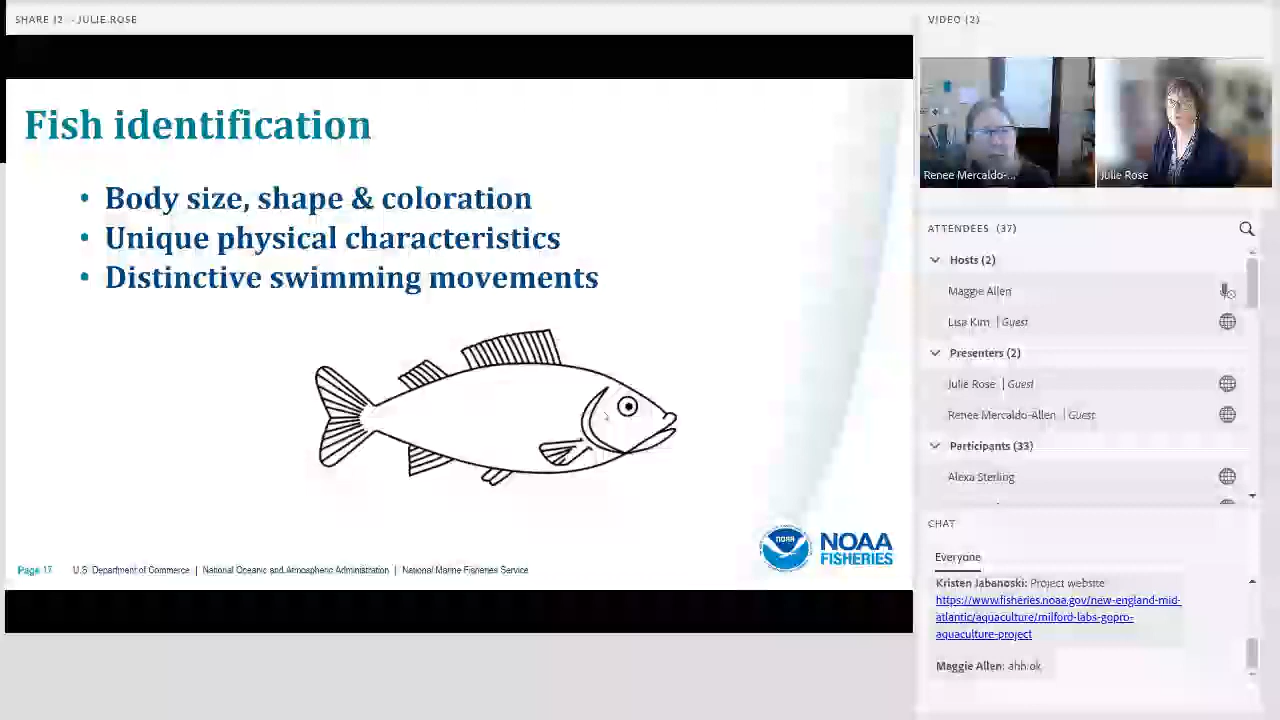 SHARE (2) - JULIE.ROSE
Fish identification
• Body size, shape & coloration
• Unique physical characteristics
• Distinctive swimming movements
NOAA
NOAA
FISHERIES
Page 17 U.S. Department of Commerce | National Oceanic and Atmospheric Administration | National Marine Fisheries Service
VIDEO (2)
Renee Mercaldo-...
Julie Rose
ATTENDEES (37)
Hosts (2)
Maggie Allen
Lisa Kim | Guest
Presenters (2)
Julie Rose | Guest
Renee Mercaldo-Allen | Guest
Participants (33)
Alexa Sterling
CHAT
Everyone
Kristen Jabanoski: Project website
https://www.fisheries.noaa.gov/new-england-mid-
atlantic/aquaculture/milford-labs-gopro-
aquaculture-project
Maggie Allen: ahh ok